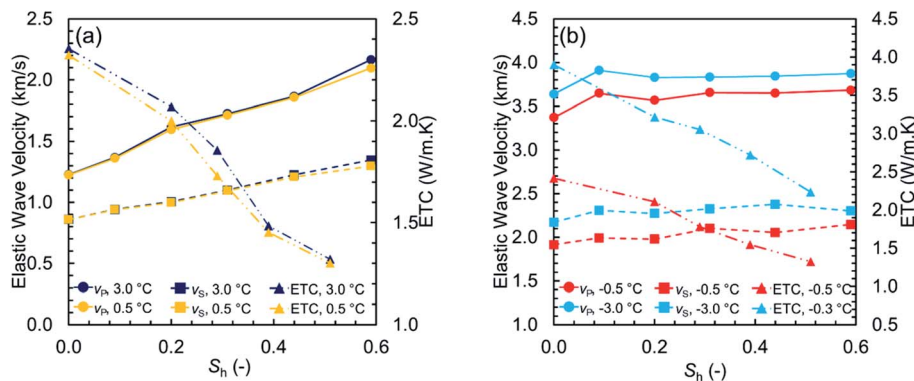 (a)
2.5
2.0
1.5
1.0
0.5
0.0
Elastic Wave Velocity (km/s)
2.5
2.0
1.5
1.0
ETC (W/m.K)
vP, 3.0 °C
vS, 3.0 °C
ETC, 3.0 °C
vP, 0.5 °C
vS, 0.5 °C
ETC, 0.5 °C
0.0 0.2 0.4 0.6
Sh (-)
(b)
4.5
4.0
3.5
3.0
2.5
2.0
1.5
1.0
Elastic Wave Velocity (km/s)
4.5
4.0
3.5
3.0
2.5
2.0
1.5
1.0
0.5
ETC (W/m.K)
vP, -0.5 °C
vS, -0.5 °C
ETC, -0.5 °C
vP, -3.0 °C
vS, -3.0 °C
ETC, -0.3 °C
0.0 0.2 0.4 0.6
Sh (-)